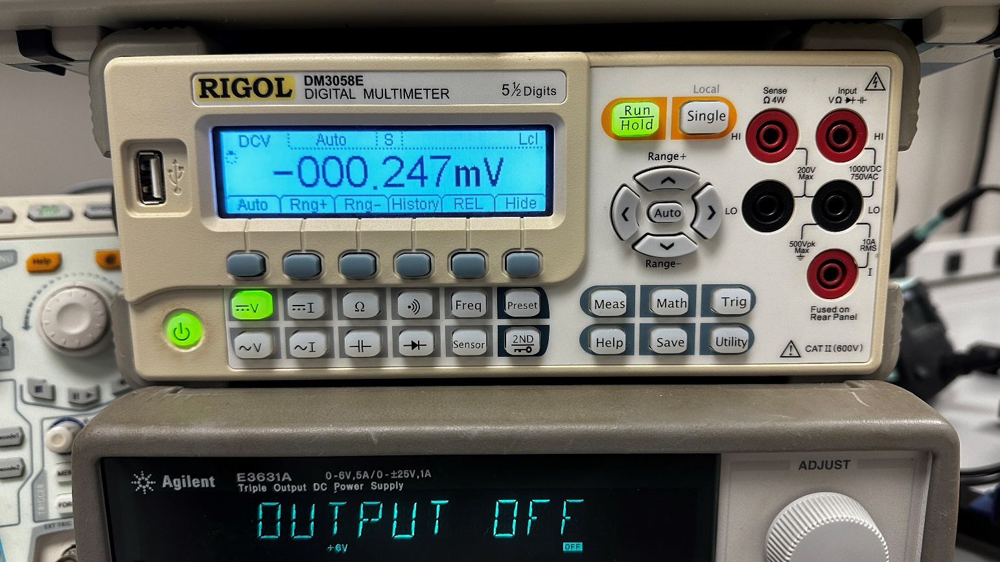 RIGOL
DM3058E
DIGITAL MULTIMETER
5 ½ Digits
DCV Auto S Lcl
-000.247mV
Auto Rng+ Rng- History REL Hide
V I Ω Freq Preset
~V ~I Sensor 2ND
Run
Hold
Local
Single
Range+
Auto
Range-
Meas Math Trig
Help Save Utility
Sense
Ω 4W
Input
VΩ
HI HI
200V
Max
1000VDC
750VAC
LO LO
500Vpk
Max
10A
RMS
I
Fused on
Rear Panel
CAT II (600V)
Help
Agilent
E3631A
0-6V,5A/0-±25V,1A
Triple Output DC Power Supply
OUTPUT OFF
+6V OFF
ADJUST